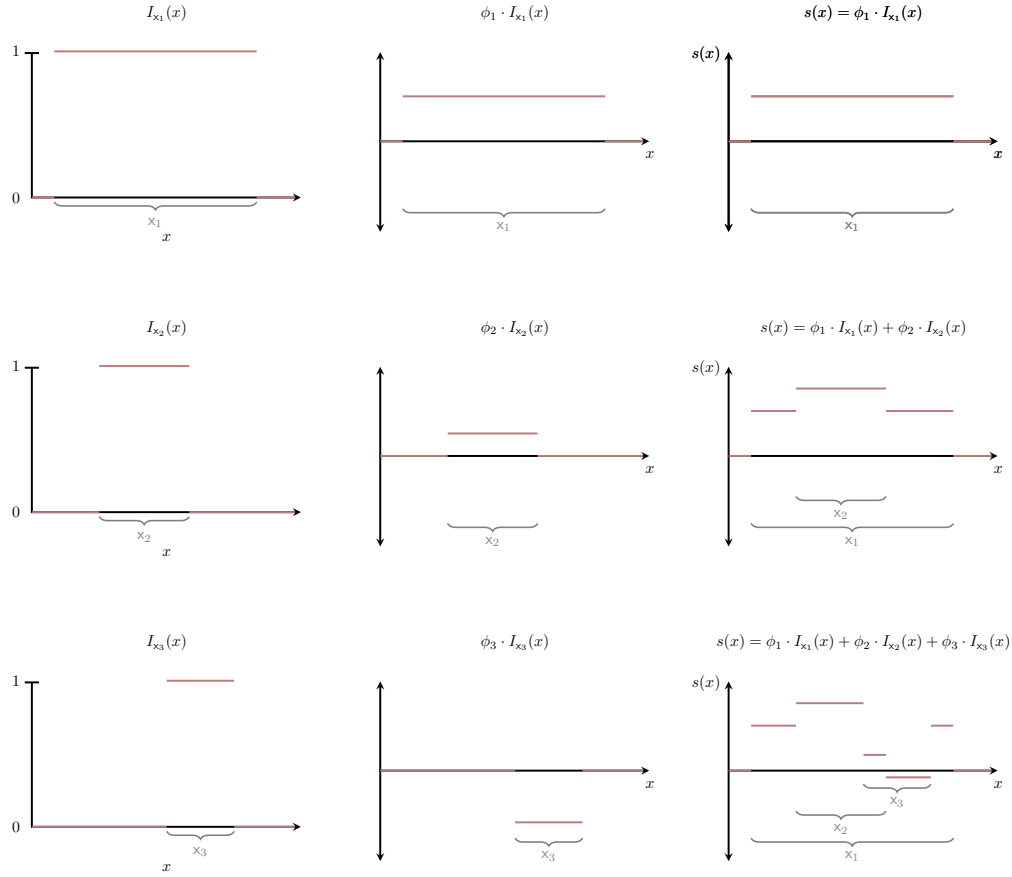 I_{x₁}(x)
ϕ₁ · I_{x₁}(x)
s(x) = ϕ₁ · I_{x₁}(x)
1
s(x)
x
x
0
x₁
x₁
x₁
x
I_{x₂}(x)
ϕ₂ · I_{x₂}(x)
s(x) = ϕ₁ · I_{x₁}(x) + ϕ₂ · I_{x₂}(x)
1
s(x)
x
x
0
x₂
x₂
x₂
x₁
x
I_{x₃}(x)
ϕ₃ · I_{x₃}(x)
s(x) = ϕ₁ · I_{x₁}(x) + ϕ₂ · I_{x₂}(x) + ϕ₃ · I_{x₃}(x)
1
s(x)
x
x
0
x₃
x₃
x₃
x₂
x₁
x